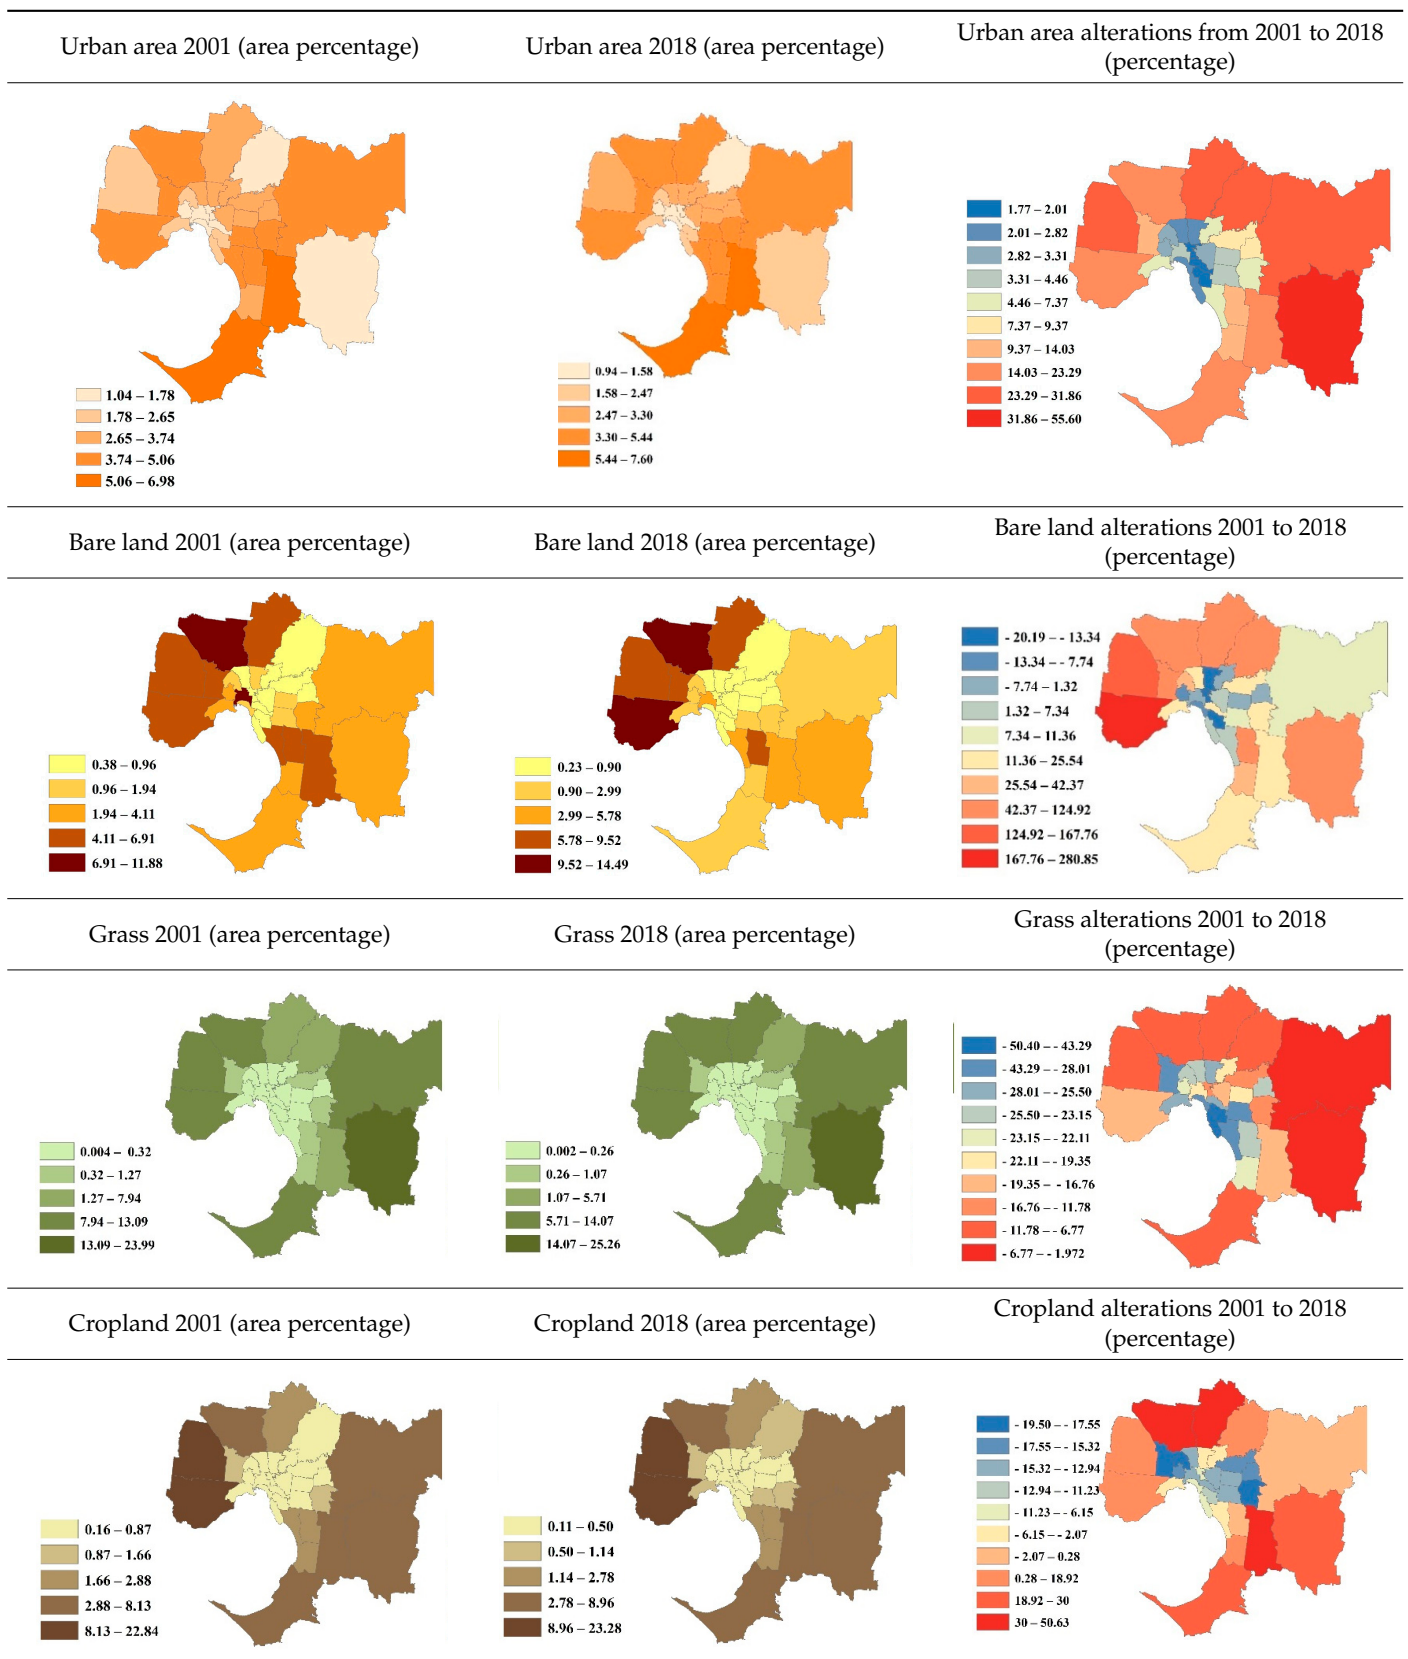 Urban area 2001 (area percentage)
Urban area 2018 (area percentage)
Urban area alterations from 2001 to 2018
(percentage)
1.04 – 1.78
1.78 – 2.65
2.65 – 3.74
3.74 – 5.06
5.06 – 6.98
0.94 – 1.58
1.58 – 2.47
2.47 – 3.30
3.30 – 5.44
5.44 – 7.60
1.77 – 2.01
2.01 – 2.82
2.82 – 3.31
3.31 – 4.46
4.46 – 7.37
7.37 – 9.37
9.37 – 14.03
14.03 – 23.29
23.29 – 31.86
31.86 – 55.60
Bare land 2001 (area percentage)
Bare land 2018 (area percentage)
Bare land alterations 2001 to 2018
(percentage)
0.38 – 0.96
0.96 – 1.94
1.94 – 4.11
4.11 – 6.91
6.91 – 11.88
0.23 – 0.90
0.90 – 2.99
2.99 – 5.78
5.78 – 9.52
9.52 – 14.49
- 20.19 – - 13.34
- 13.34 – - 7.74
- 7.74 – 1.32
1.32 – 7.34
7.34 – 11.36
11.36 – 25.54
25.54 – 42.37
42.37 – 124.92
124.92 – 167.76
167.76 – 280.85
Grass 2001 (area percentage)
Grass 2018 (area percentage)
Grass alterations 2001 to 2018
(percentage)
0.004 – 0.32
0.32 – 1.27
1.27 – 7.94
7.94 – 13.09
13.09 – 23.99
0.002 – 0.26
0.26 – 1.07
1.07 – 5.71
5.71 – 14.07
14.07 – 25.26
- 50.40 – - 43.29
- 43.29 – - 28.01
- 28.01 – - 25.50
- 25.50 – - 23.15
- 23.15 – - 22.11
- 22.11 – - 19.35
- 19.35 – - 16.76
- 16.76 – - 11.78
- 11.78 – - 6.77
- 6.77 – - 1.972
Cropland 2001 (area percentage)
Cropland 2018 (area percentage)
Cropland alterations 2001 to 2018
(percentage)
0.16 – 0.87
0.87 – 1.66
1.66 – 2.88
2.88 – 8.13
8.13 – 22.84
0.11 – 0.50
0.50 – 1.14
1.14 – 2.78
2.78 – 8.96
8.96 – 23.28
- 19.50 – - 17.55
- 17.55 – - 15.32
- 15.32 – - 12.94
- 12.94 – - 11.23
- 11.23 – - 6.15
- 6.15 – - 2.07
- 2.07 – 0.28
0.28 – 18.92
18.92 – 30
30 – 50.63